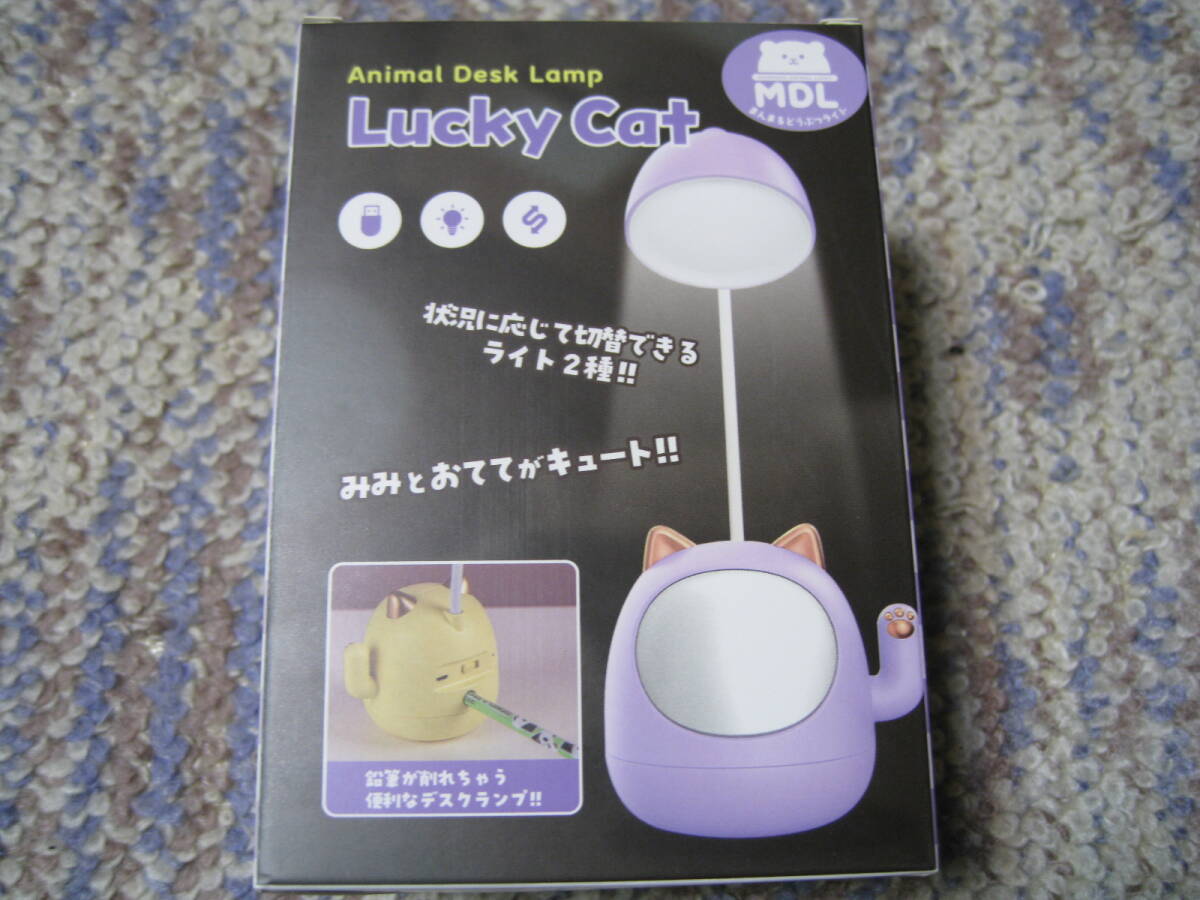 Animal Desk Lamp
Lucky Cat
MDL
まんまるどうぶつライト
状況に応じて切替できる
ライト2種!!
みみとおててがキュート!!
鉛筆が削れちゃう
便利なデスクランプ!!